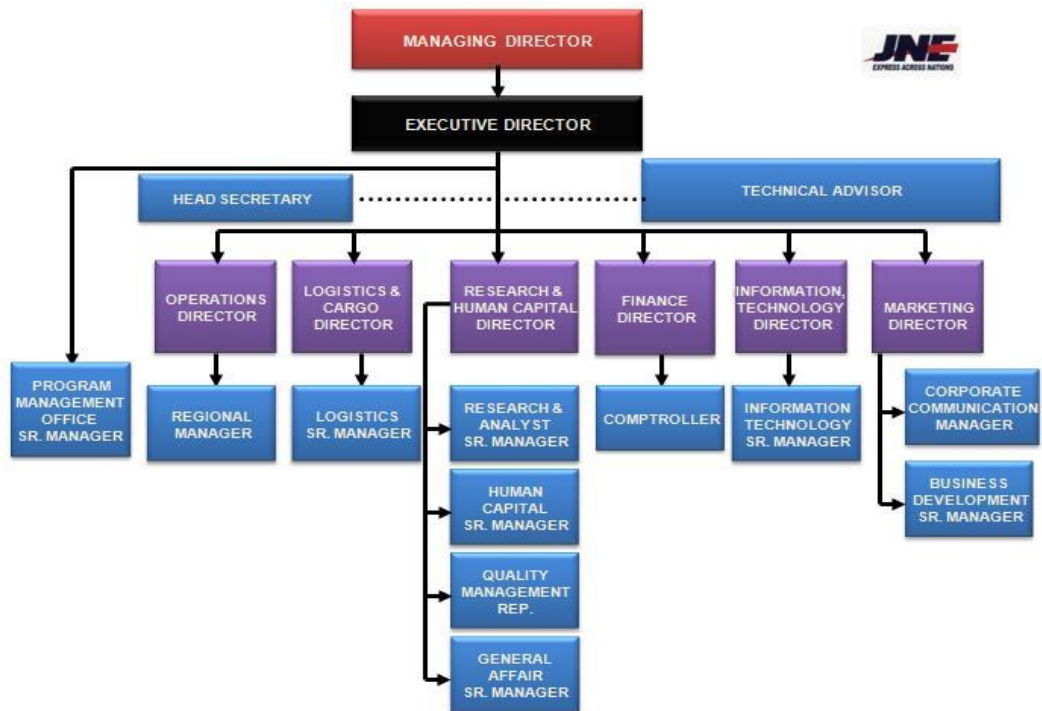 MANAGING DIRECTOR
JNE
EXPRESS ACROSS NATIONS
EXECUTIVE DIRECTOR
HEAD SECRETARY
TECHNICAL ADVISOR
OPERATIONS
DIRECTOR
LOGISTICS &
CARGO
DIRECTOR
RESEARCH &
HUMAN CAPITAL
DIRECTOR
FINANCE
DIRECTOR
INFORMATION,
TECHNOLOGY
DIRECTOR
MARKETING
DIRECTOR
PROGRAM
MANAGEMENT
OFFICE
SR. MANAGER
REGIONAL
MANAGER
LOGISTICS
SR. MANAGER
RESEARCH &
ANALYST
SR. MANAGER
COMPTROLLER
INFORMATION
TECHNOLOGY
SR. MANAGER
CORPORATE
COMMUNICATION
MANAGER
HUMAN
CAPITAL
SR. MANAGER
BUSINESS
DEVELOPMENT
SR. MANAGER
QUALITY
MANAGEMENT
REP.
GENERAL
AFFAIR
SR. MANAGER